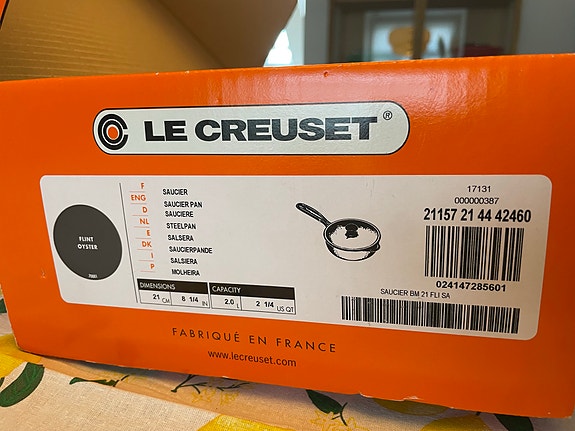 LE CREUSET®
F SAUCIER
ENG SAUCIER PAN
D SAUCIERE
NL STEELPAN
E SALSERA
DK SAUCIERPANDE
I SALSIERA
P MOLHEIRA
FLINT
OYSTER
DIMENSIONS CAPACITY
21 CM 8 1/4 IN 2.0 L 2 1/4 US QT
17131
000000387
21157 21 44 42460
024147285601
SAUCIER BM 21 FLI SA
FABRIQUÉ EN FRANCE
www.lecreuset.com